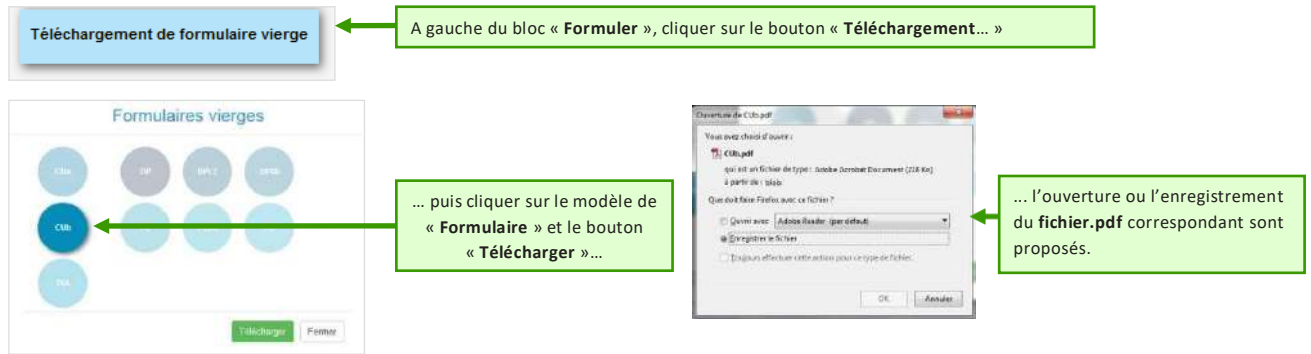 Téléchargement de formulaire vierge
A gauche du bloc « Formuler », cliquer sur le bouton « Téléchargement… »
Formulaires vierges
CUa
DP
CUb
… puis cliquer sur le modèle de
« Formulaire » et le bouton
« Télécharger »…
Télécharger
Fermer
Ouverture de CUb.pdf
Vous avez choisi d'ouvrir :
CUb.pdf
qui est un fichier de type : Adobe Acrobat Document
à partir de :
Que doit faire Firefox avec ce fichier ?
Ouvrir avec Adobe Reader (par défaut)
Enregistrer le fichier
Toujours effectuer cette action pour ce type de fichier.
OK
Annuler
... l’ouverture ou l’enregistrement
du fichier.pdf correspondant sont
proposés.